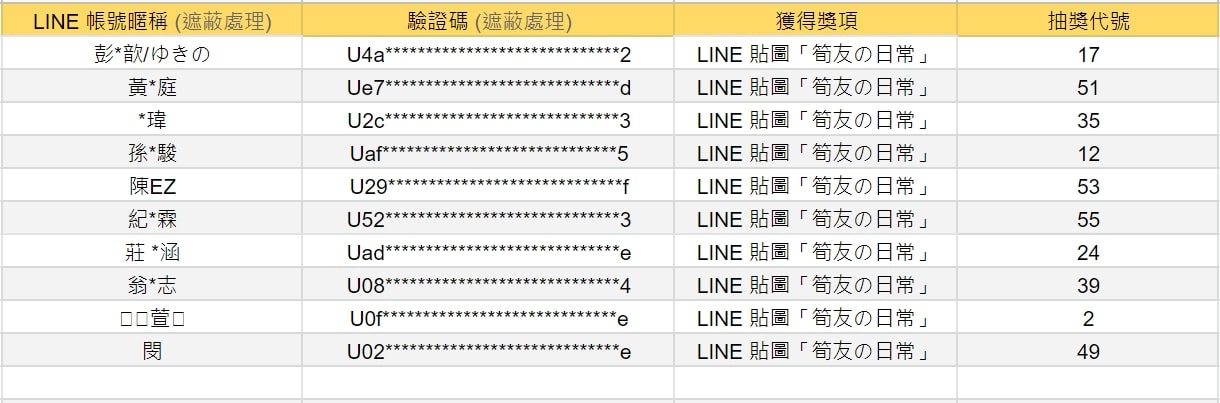 LINE 帳號暱稱 (遮蔽處理) 驗證碼 (遮蔽處理) 獲得獎項 抽獎代號
彭*歆/ゆきの U4a*****************************2 LINE 貼圖「筍友の日常」 17
黃*庭 Ue7*****************************d LINE 貼圖「筍友の日常」 51
*瑋 U2c*****************************3 LINE 貼圖「筍友の日常」 35
孫*駿 Uaf*****************************5 LINE 貼圖「筍友の日常」 12
陳EZ U29*****************************f LINE 貼圖「筍友の日常」 53
紀*霖 U52*****************************3 LINE 貼圖「筍友の日常」 55
莊 *涵 Uad*****************************e LINE 貼圖「筍友の日常」 24
翁*志 U08*****************************4 LINE 貼圖「筍友の日常」 39
□□萱□ U0f*****************************e LINE 貼圖「筍友の日常」 2
閔 U02*****************************e LINE 貼圖「筍友の日常」 49